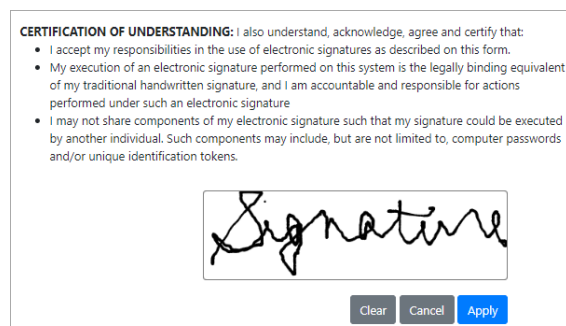 CERTIFICATION OF UNDERSTANDING: I also understand, acknowledge, agree and certify that:
• I accept my responsibilities in the use of electronic signatures as described on this form.
• My execution of an electronic signature performed on this system is the legally binding equivalent
of my traditional handwritten signature, and I am accountable and responsible for actions
performed under such an electronic signature
• I may not share components of my electronic signature such that my signature could be executed
by another individual. Such components may include, but are not limited to, computer passwords
and/or unique identification tokens.
Signature
Clear Cancel Apply